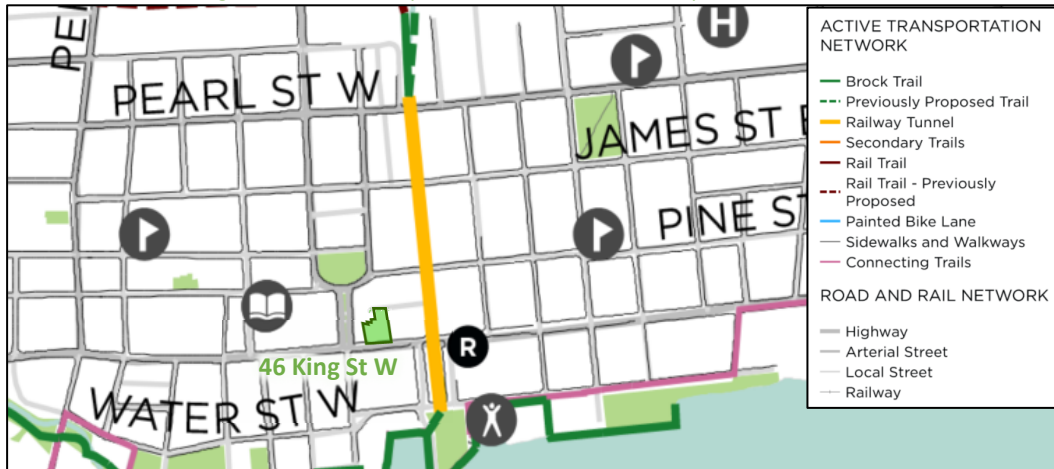 PEARL ST W
H
JAMES ST
PINE ST
46 King St W
R
WATER ST W
ACTIVE TRANSPORTATION
NETWORK
Brock Trail
Previously Proposed Trail
Railway Tunnel
Secondary Trails
Rail Trail
Rail Trail - Previously
Proposed
Painted Bike Lane
Sidewalks and Walkways
Connecting Trails
ROAD AND RAIL NETWORK
Highway
Arterial Street
Local Street
Railway